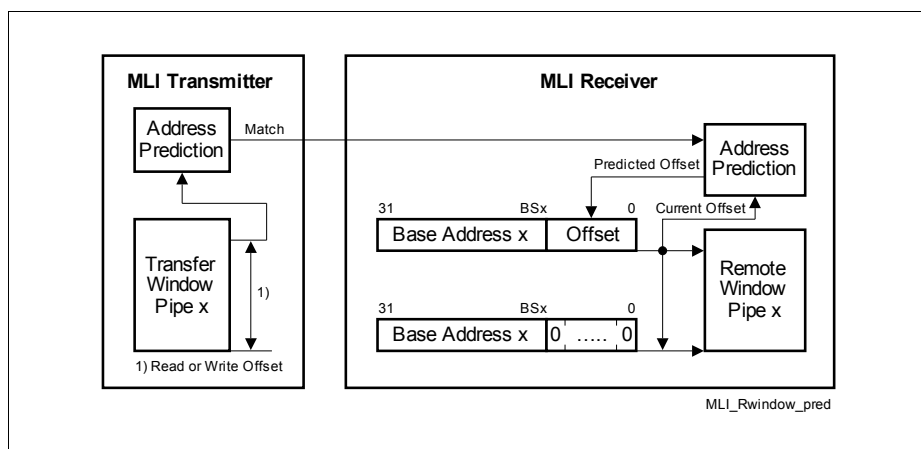 MLI Transmitter
MLI Receiver
Address
Prediction
Match
Address
Prediction
Predicted Offset
31 BSx 0
Current Offset
Base Address x Offset
Transfer
Window
Pipe x
1)
Remote
Window
Pipe x
31 BSx 0
Base Address x 0 ..... 0
1) Read or Write Offset
MLI_Rwindow_pred